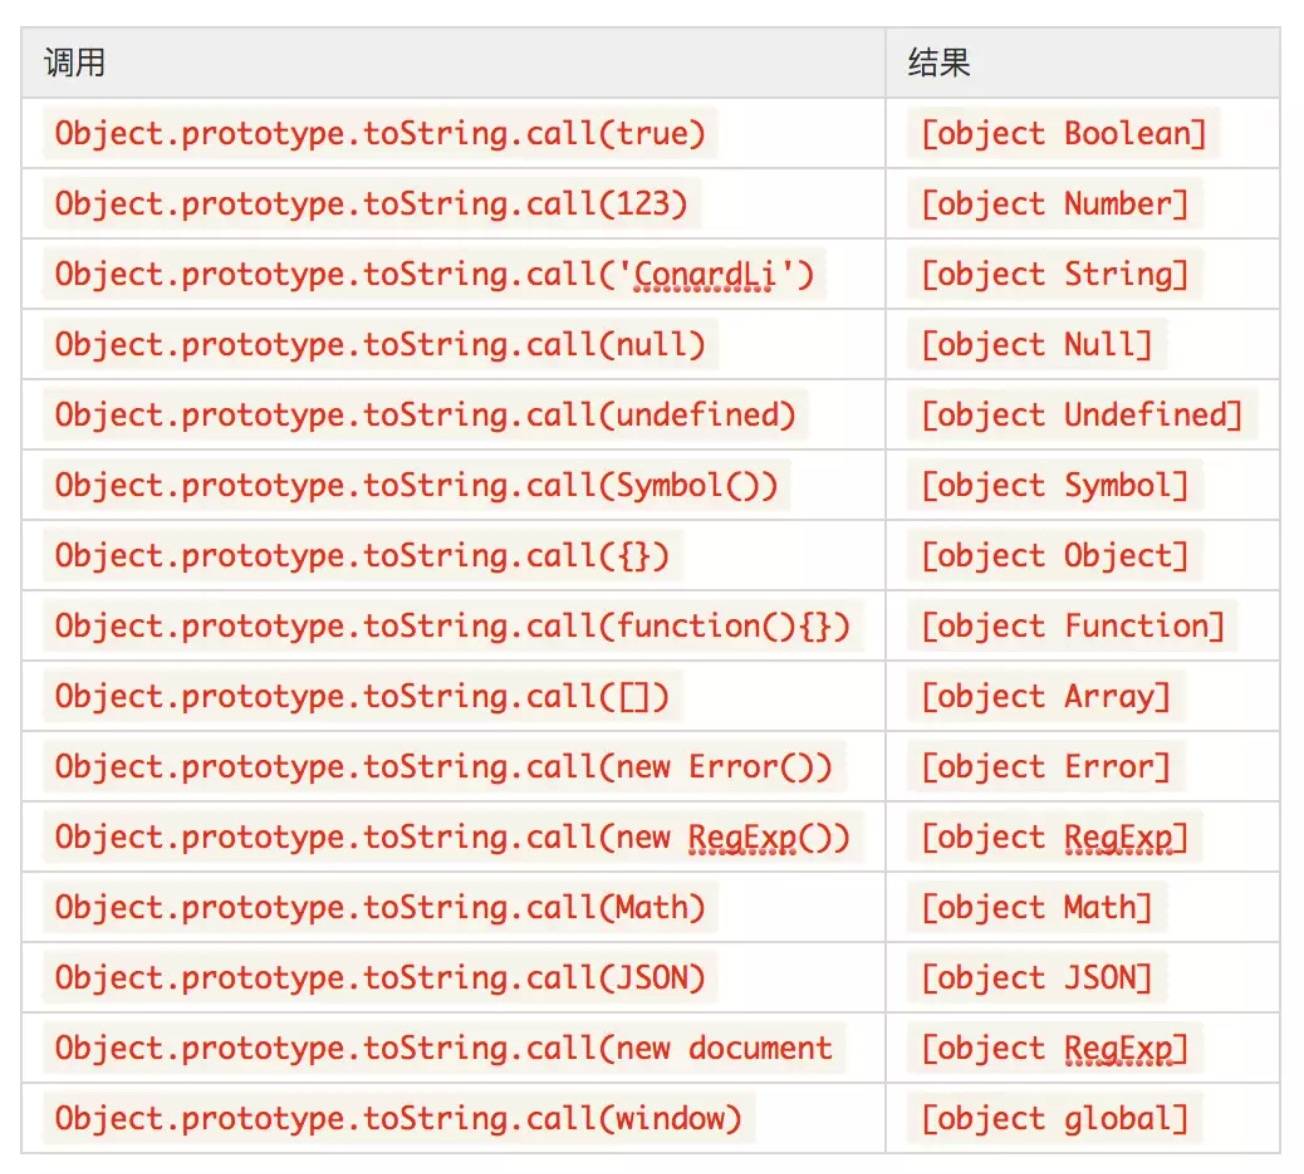 调用 结果
Object.prototype.toString.call(true) [object Boolean]
Object.prototype.toString.call(123) [object Number]
Object.prototype.toString.call('ConardLi') [object String]
Object.prototype.toString.call(null) [object Null]
Object.prototype.toString.call(undefined) [object Undefined]
Object.prototype.toString.call(Symbol()) [object Symbol]
Object.prototype.toString.call({}) [object Object]
Object.prototype.toString.call(function(){}) [object Function]
Object.prototype.toString.call([]) [object Array]
Object.prototype.toString.call(new Error()) [object Error]
Object.prototype.toString.call(new RegExp()) [object RegExp]
Object.prototype.toString.call(Math) [object Math]
Object.prototype.toString.call(JSON) [object JSON]
Object.prototype.toString.call(new document [object RegExp]
Object.prototype.toString.call(window) [object global]